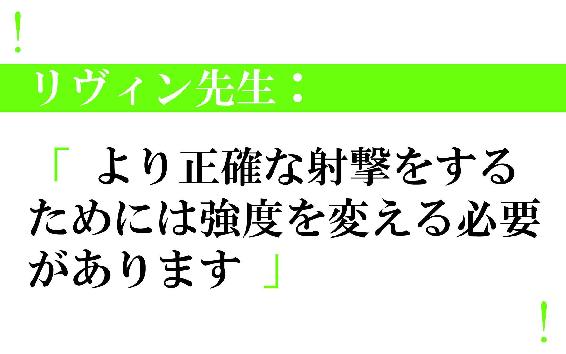 !
リヴィン先生：
「 より正確な射撃をする
ためには強度を変える必要
があります 」
!